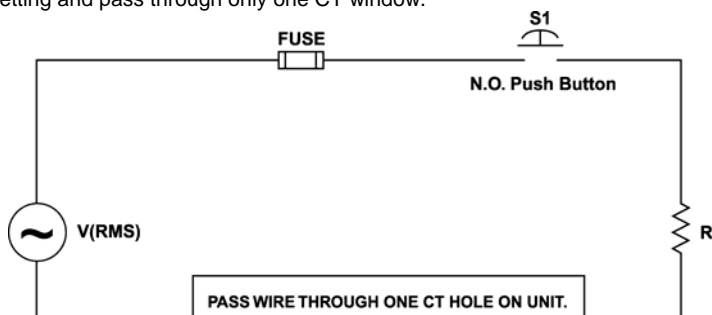 etting and pass through only one CT window.
S1
FUSE
N.O. Push Button
V(RMS)
R
PASS WIRE THROUGH ONE CT HOLE ON UNIT.